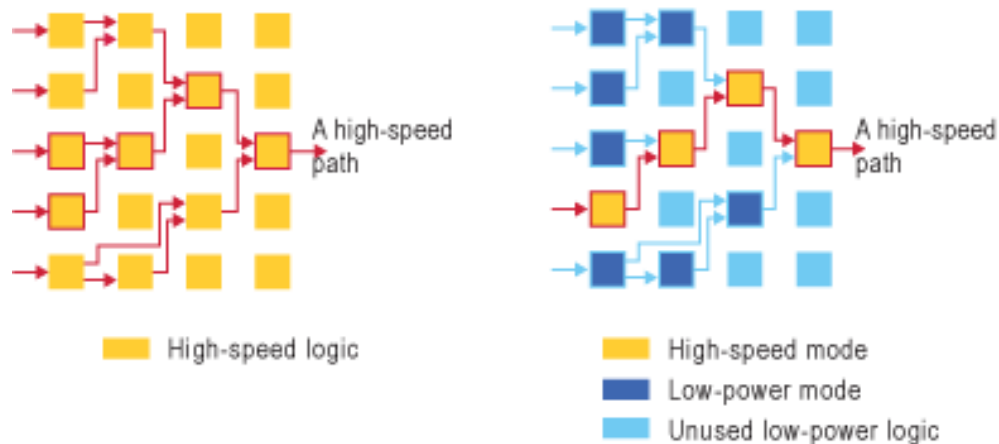 A high-speed
path
High-speed logic
A high-speed
path
High-speed mode
Low-power mode
Unused low-power logic